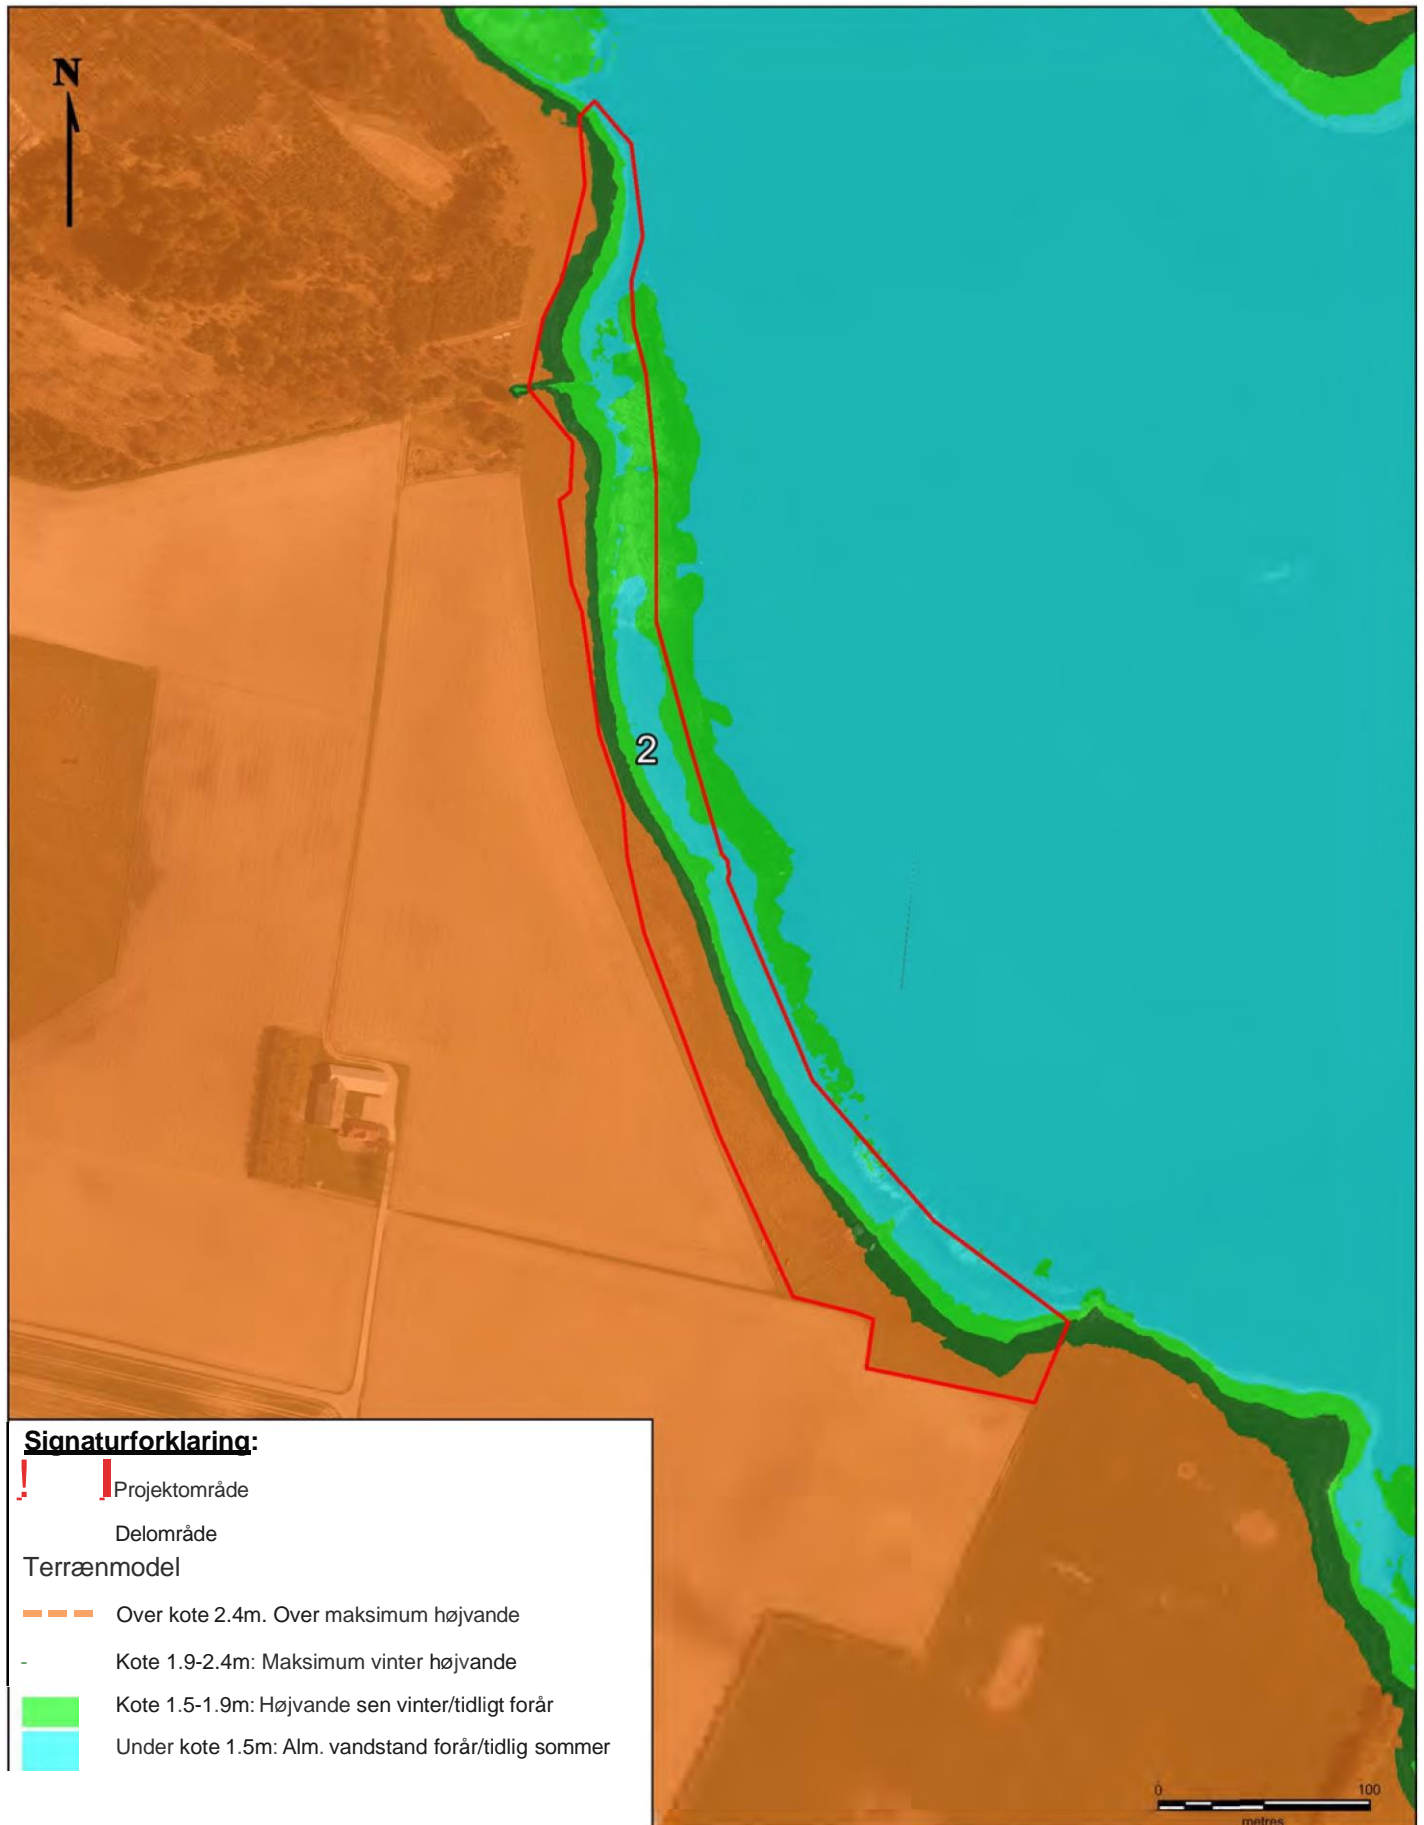 N
2
Signaturforklaring:
Projektområde
Delområde
Terrænmodel
Over kote 2.4m. Over maksimum højvande
Kote 1.9-2.4m: Maksimum vinter højvande
Kote 1.5-1.9m: Højvande sen vinter/tidligt forår
Under kote 1.5m: Alm. vandstand forår/tidlig sommer
0 100
metres